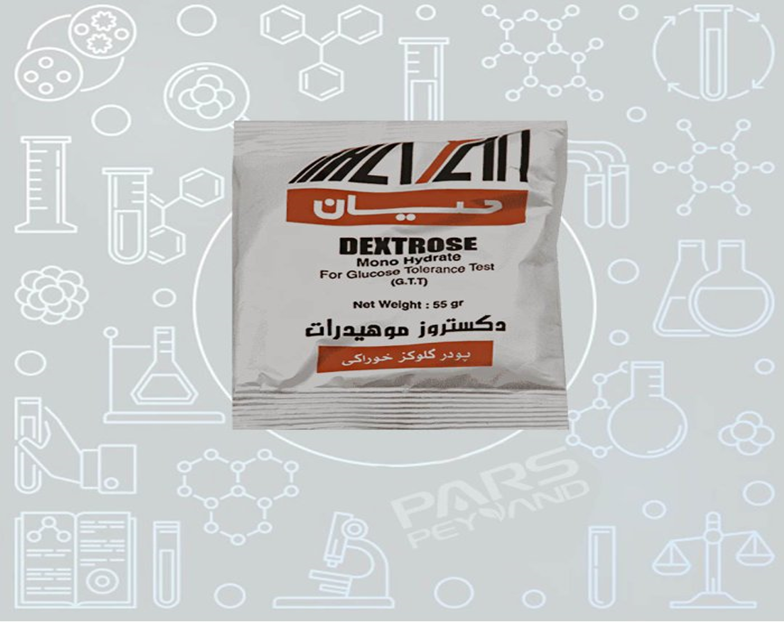 حیان
DEXTROSE
Mono Hydrate
For Glucose Tolerance Test
(G.T.T)
Net Weight : 55 gr
دکستروز موهیدرات
پودر گلوکز خوراکی
PARS
PEYVAND